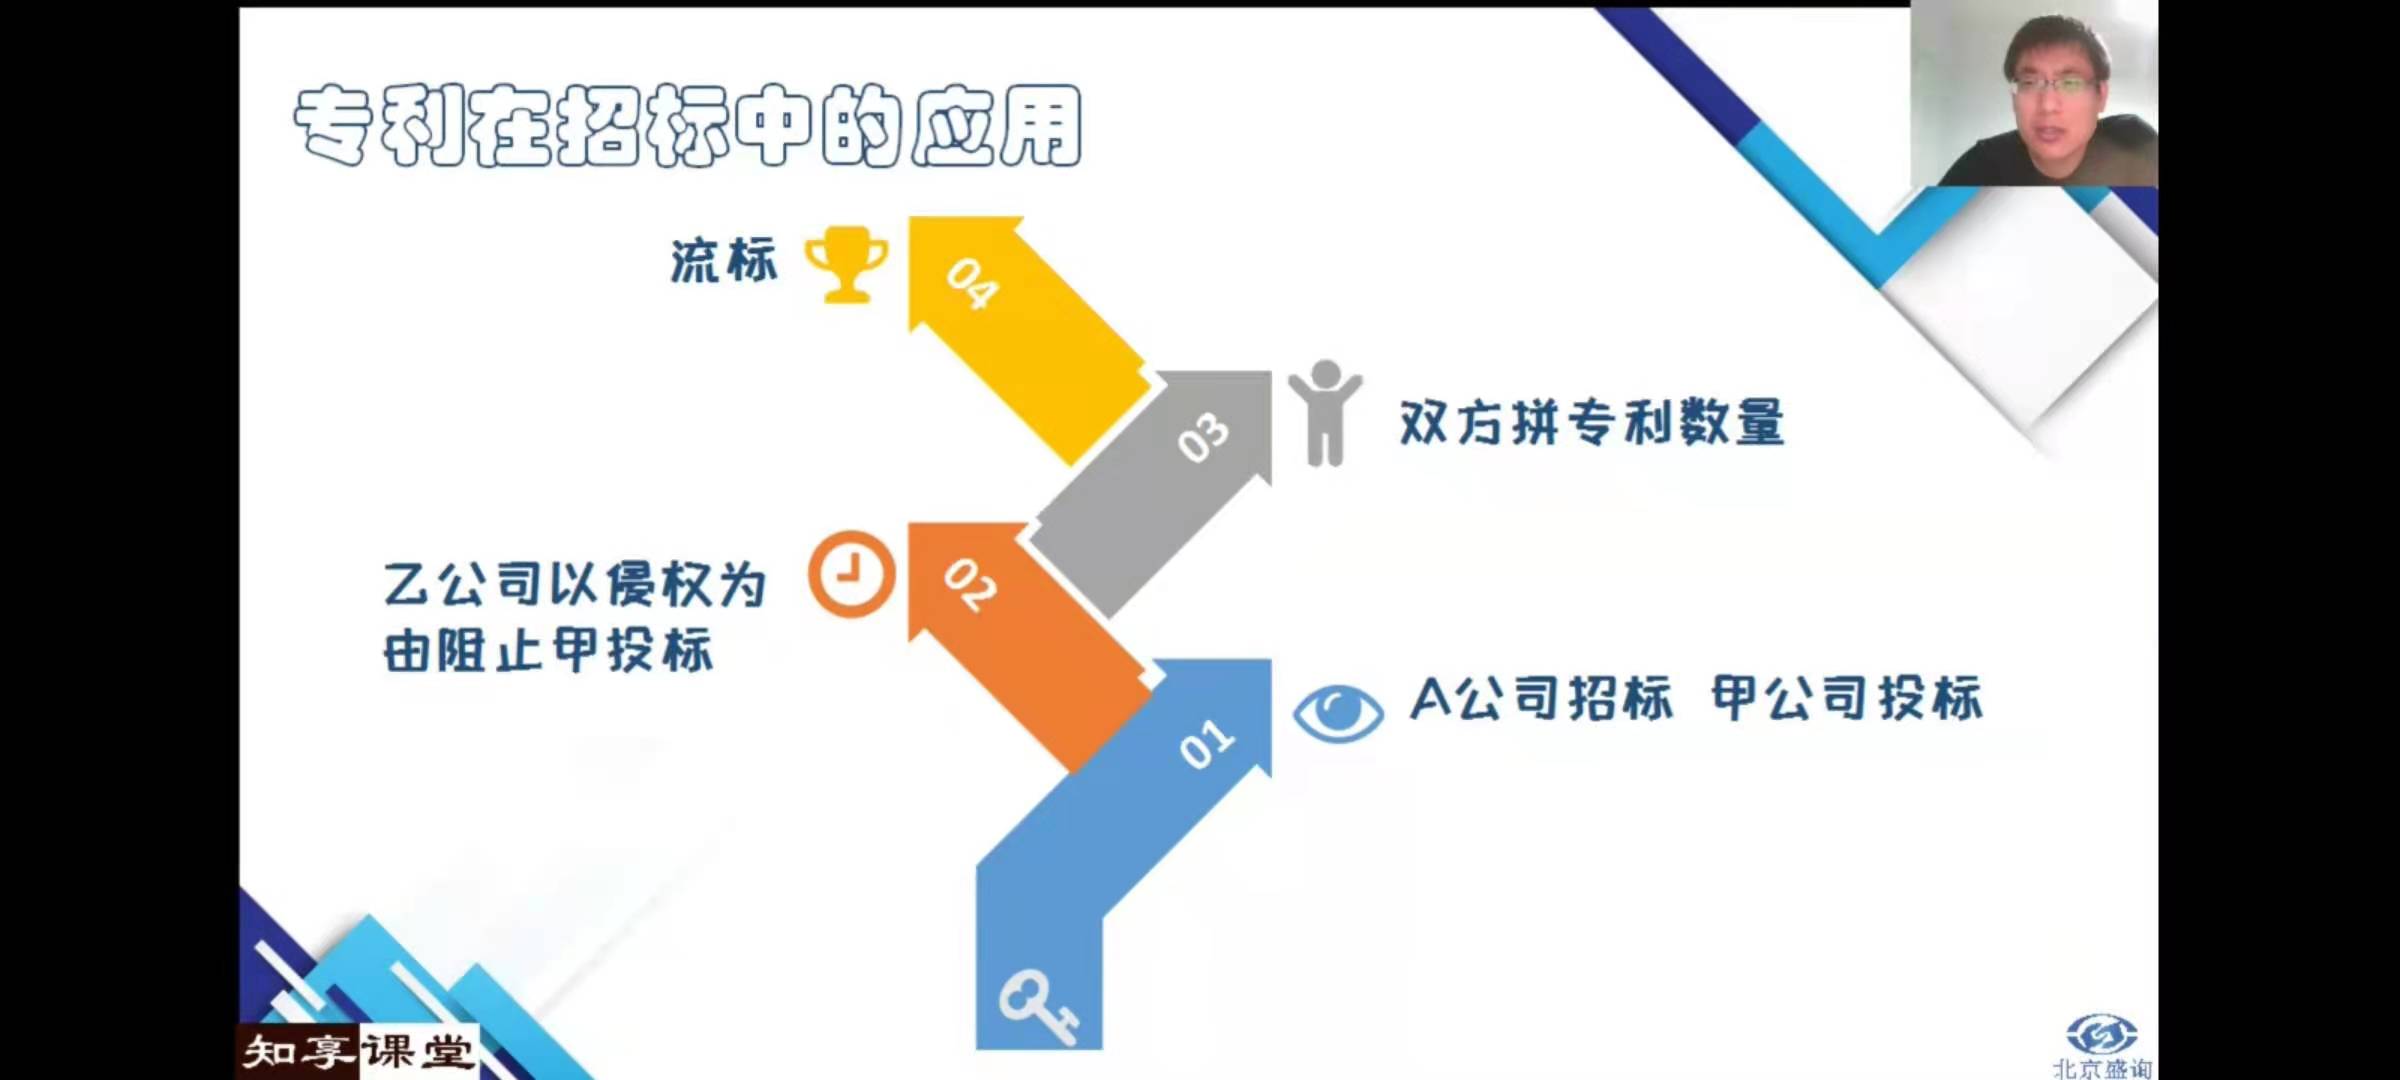 专利在招标中的应用
流标
04
03
双方拼专利数量
乙公司以侵权为
由阻止甲投标
02
01
A公司招标 甲公司投标
知享课堂
北京盛询